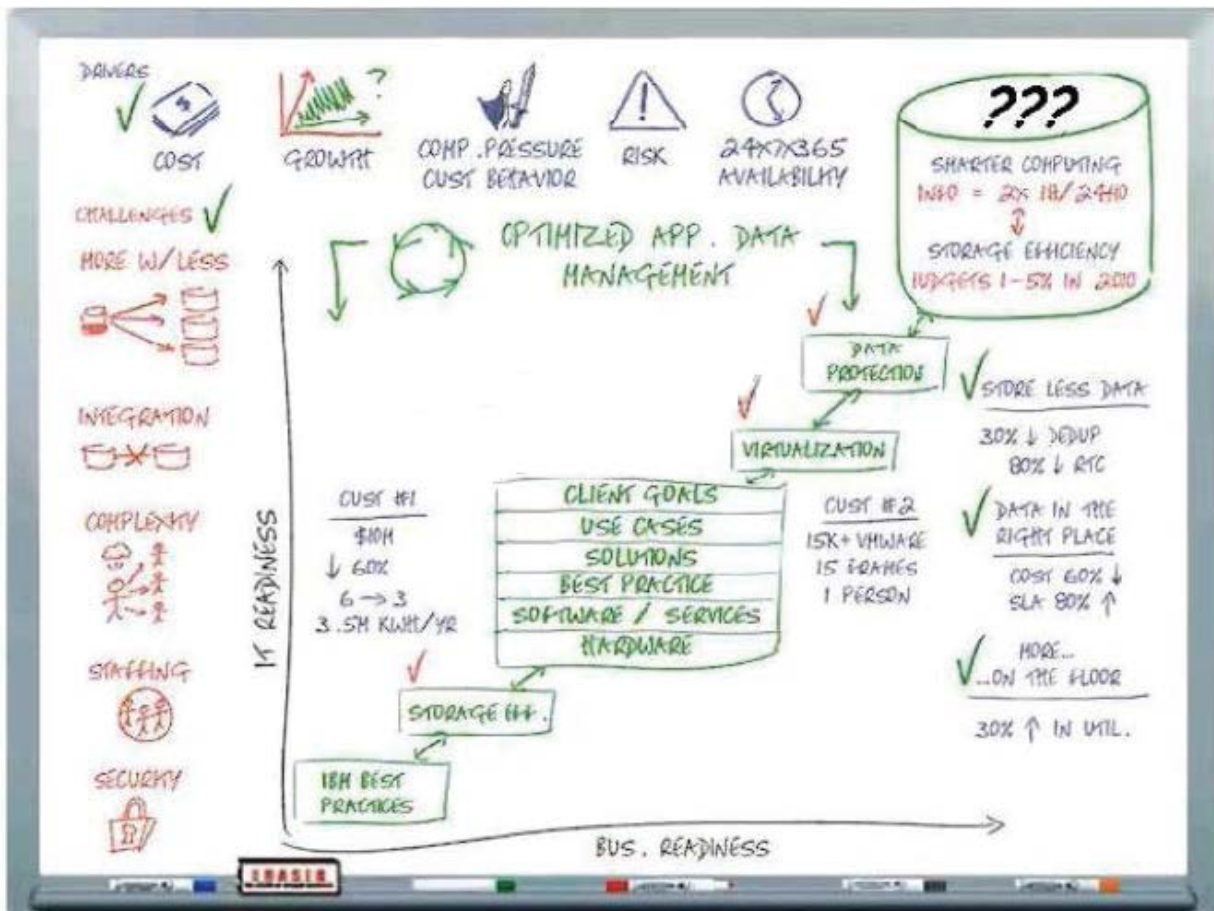 DRIVERS
COST
GROWTH
?
COMP. PRESSURE
CUST BEHAVIOR
!
RISK
24X7X365
AVAILABILITY
???
SMARTER COMPUTING
INFO = 2X
STORAGE EFFICIENCY
BUDGETS 1-5% IN
CHALLENGES
MORE W/LESS
INTEGRATION
COMPLEXITY
STAFFING
SECURITY
OPTIMIZED APP. DATA
MANAGEMENT
DATA
PROTECTION
VIRTUALIZATION
CLIENT GOALS
USE CASES
SOLUTIONS
BEST PRACTICE
SOFTWARE / SERVICES
HARDWARE
STORAGE EFF.
IBM BEST
PRACTICES
CUST #1
$10M
↓ 60%
6 → 3
3.5M KWH/YR
CUST #2
15K+ VMWARE
15 FRAMES
1 PERSON
STORE LESS DATA
30% ↓ DEDUP
80% ↓ RTC
DATA IN THE
RIGHT PLACE
COST 60% ↓
SLA 80% ↑
MORE...
...ON THE FLOOR
30% ↑ IN UTIL.
IT READINESS
BUS. READINESS